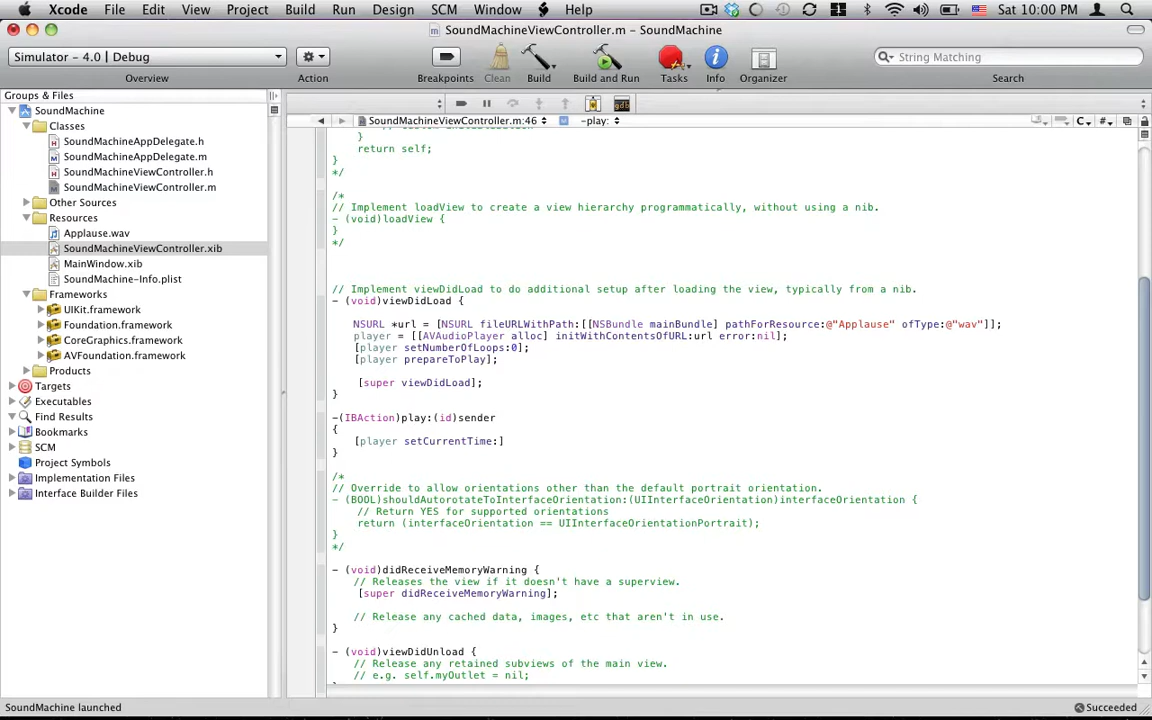 Xcode File Edit View Project Build Run Design SCM Window Help Sat 10:00 PM
SoundMachineViewController.m - SoundMachine
Simulator - 4.0 | Debug
String Matching
Overview Action Breakpoints Clean Build Build and Run Tasks Info Organizer Search
Groups & Files
SoundMachine
Classes
SoundMachineAppDelegate.h
SoundMachineAppDelegate.m
SoundMachineViewController.h
SoundMachineViewController.m
Other Sources
Resources
Applause.wav
SoundMachineViewController.xib
MainWindow.xib
SoundMachine-Info.plist
Frameworks
UIKit.framework
Foundation.framework
CoreGraphics.framework
AVFoundation.framework
Products
Targets
Executables
Find Results
Bookmarks
SCM
Project Symbols
Implementation Files
Interface Builder Files
gdb
SoundMachineViewController.m:46 -play: C #
}
return self;
}
*/
/*
// Implement loadView to create a view hierarchy programmatically, without using a nib.
- (void)loadView {
}
*/
// Implement viewDidLoad to do additional setup after loading the view, typically from a nib.
- (void)viewDidLoad {
NSURL *url = [NSURL fileURLWithPath:[[NSBundle mainBundle] pathForResource:@"Applause" ofType:@"wav"]];
player = [[AVAudioPlayer alloc] initWithContentsOfURL:url error:nil];
[player setNumberOfLoops:0];
[player prepareToPlay];
[super viewDidLoad];
}
-(IBAction)play:(id)sender
{
[player setCurrentTime:]
}
/*
// Override to allow orientations other than the default portrait orientation.
- (BOOL)shouldAutorotateToInterfaceOrientation:(UIInterfaceOrientation)interfaceOrientation {
// Return YES for supported orientations
return (interfaceOrientation == UIInterfaceOrientationPortrait);
}
*/
- (void)didReceiveMemoryWarning {
// Releases the view if it doesn't have a superview.
[super didReceiveMemoryWarning];
// Release any cached data, images, etc that aren't in use.
}
- (void)viewDidUnload {
// Release any retained subviews of the main view.
// e.g. self.myOutlet = nil;
SoundMachine launched
Succeeded